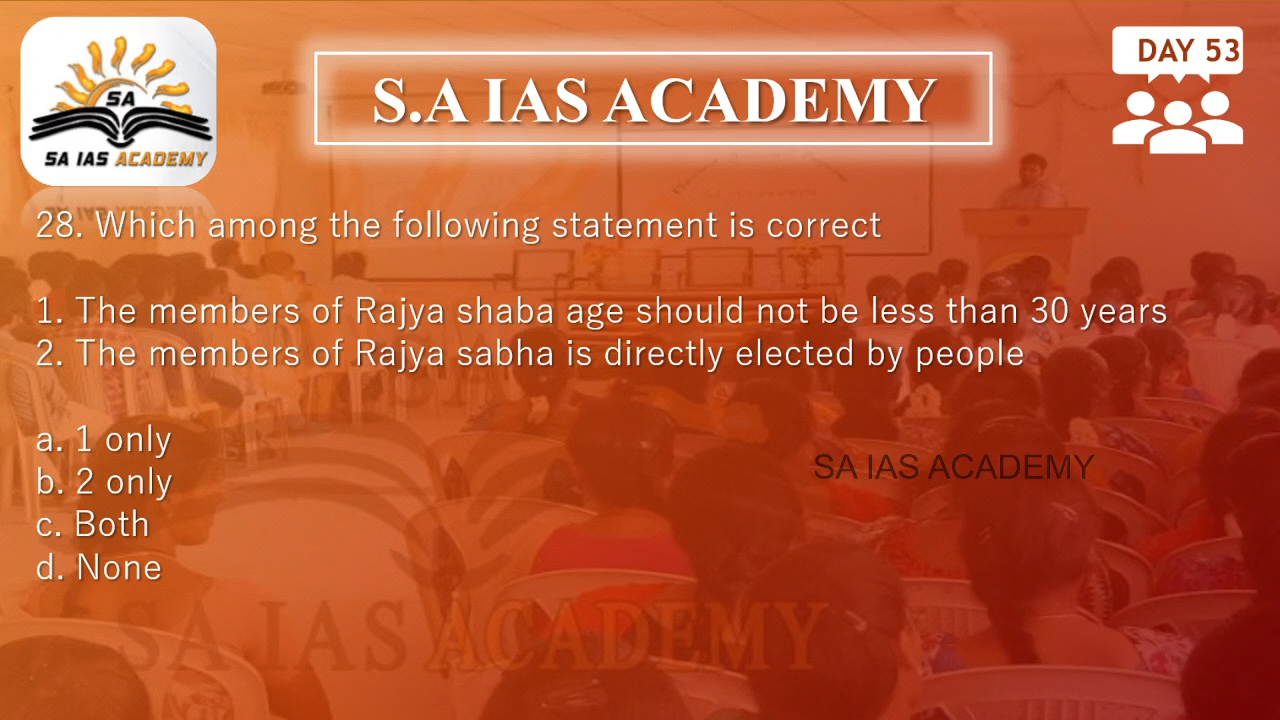 SA
SA IAS ACADEMY
S.A IAS ACADEMY
DAY 53
28. Which among the following statement is correct
1. The members of Rajya shaba age should not be less than 30 years
2. The members of Rajya sabha is directly elected by people
a. 1 only
b. 2 only
c. Both
d. None
SA IAS ACADEMY
SA IAS ACADEMY